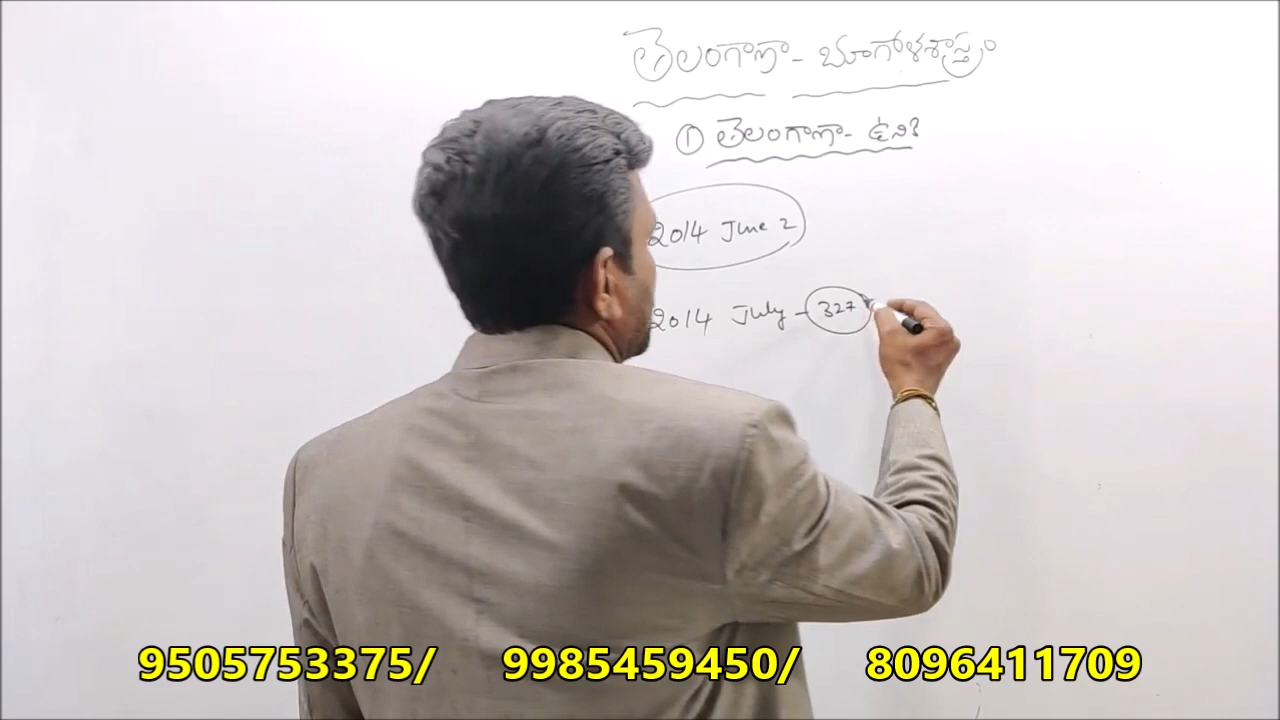 తెలంగాణా - భూగోళశాస్త్రం
① తెలంగాణా - ఉనికి
2014 June 2
2014 July - 327
9505753375/ 9985459450/ 8096411709